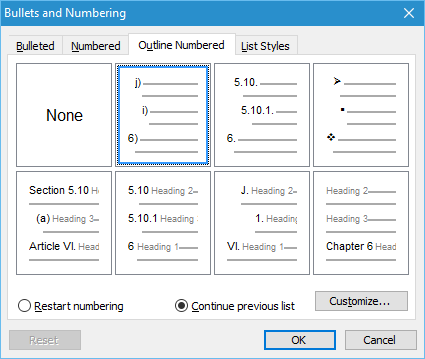 Bullets and Numbering
Bulleted Numbered Outline Numbered List Styles
None
j)
i)
6)
5.10.
5.10.1.
6.
Section 5.10 H
(a) Heading 3
Article VI. Head
5.10 Heading 2
5.10.1 Heading
6 Heading 1
J. Heading 2
1. Heading
VI. Heading 1
Heading 2
Heading 3
Chapter 6 Head
Restart numbering Continue previous list Customize...
Reset OK Cancel